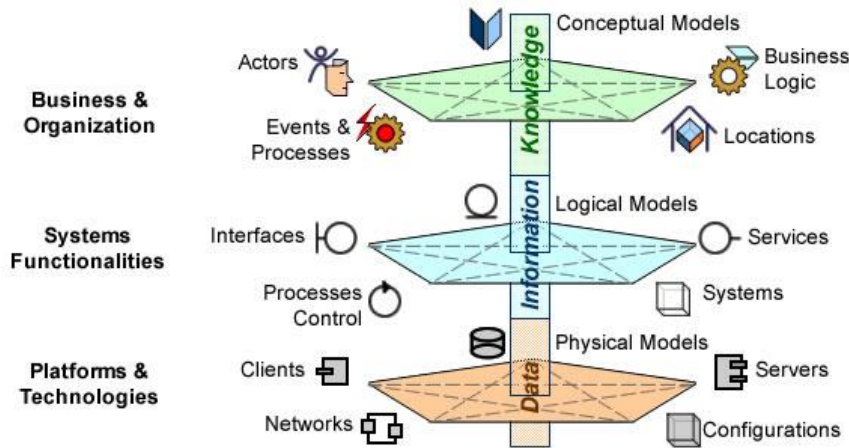 Conceptual Models
Actors
Business
Logic
Business &
Organization
Knowledge
Events &
Processes
Locations
Logical Models
Systems
Functionalities
Interfaces
Information
Services
Processes
Control
Systems
Physical Models
Platforms &
Technologies
Clients
Data
Servers
Networks
Configurations